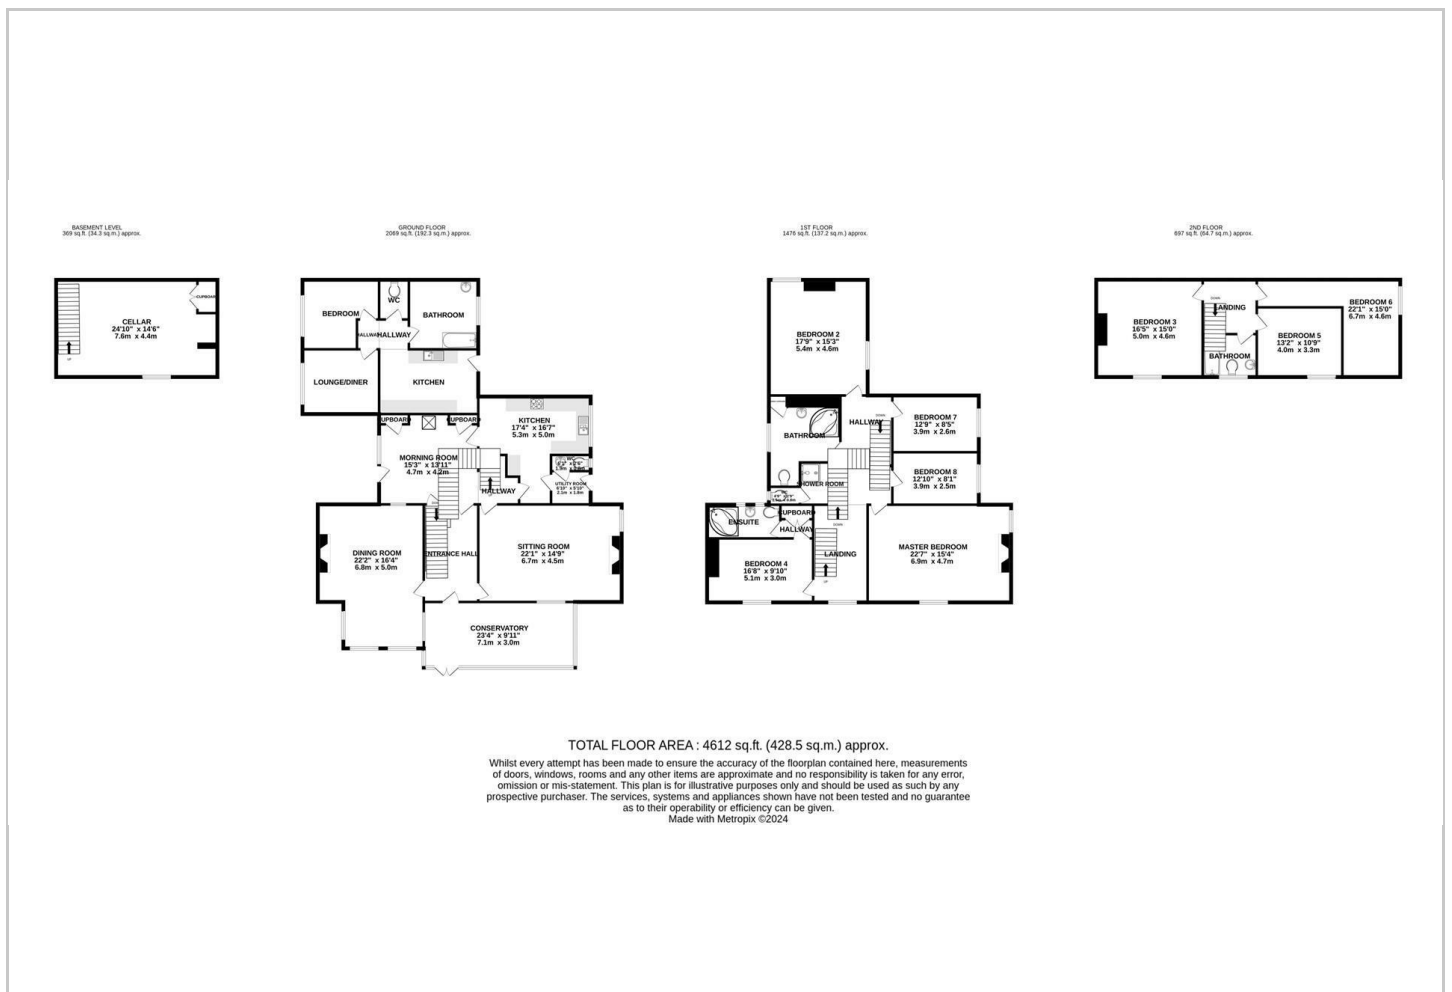 BASEMENT LEVEL
369 sq.ft. (34.3 sq.m.) approx.
CELLAR
24'10" x 14'6"
7.6m x 4.4m
UP
GROUND FLOOR
2069 sq.ft. (192.3 sq.m.) approx.
BEDROOM
WC
BATHROOM
HALLWAY
HALLWAY
LOUNGE/DINER
KITCHEN
KITCHEN
17'4" x 16'7"
5.3m x 5.0m
MORNING ROOM
15'3" x 13'11"
4.7m x 4.2m
WC
UTILITY ROOM
6'10" x 5'10"
2.1m x 1.8m
HALLWAY
DINING ROOM
22'2" x 16'4"
6.8m x 5.0m
ENTRANCE HALL
SITTING ROOM
22'1" x 14'9"
6.7m x 4.5m
CONSERVATORY
23'4" x 9'11"
7.1m x 3.0m
1ST FLOOR
1476 sq.ft. (137.2 sq.m.) approx.
BEDROOM 2
17'9" x 15'3"
5.4m x 4.6m
BATHROOM
HALLWAY
DOWN
BEDROOM 7
12'9" x 8'5"
3.9m x 2.6m
BEDROOM 8
12'10" x 8'1"
3.9m x 2.5m
SHOWER ROOM
ENSUITE
CUPBOARD
HALLWAY
DOWN
LANDING
UP
BEDROOM 4
16'8" x 9'10"
5.1m x 3.0m
MASTER BEDROOM
22'7" x 15'4"
6.9m x 4.7m
2ND FLOOR
697 sq.ft. (64.7 sq.m.) approx.
BEDROOM 3
16'5" x 15'0"
5.0m x 4.6m
DOWN
LANDING
BATHROOM
BEDROOM 5
13'2" x 10'9"
4.0m x 3.3m
BEDROOM 6
22'1" x 15'0"
6.7m x 4.6m
TOTAL FLOOR AREA : 4612 sq.ft. (428.5 sq.m.) approx.
Whilst every attempt has been made to ensure the accuracy of the floorplan contained here, measurements
of doors, windows, rooms and any other items are approximate and no responsibility is taken for any error,
omission or mis-statement. This plan is for illustrative purposes only and should be used as such by any
prospective purchaser. The services, systems and appliances shown have not been tested and no guarantee
as to their operability or efficiency can be given.
Made with Metropix ©2024